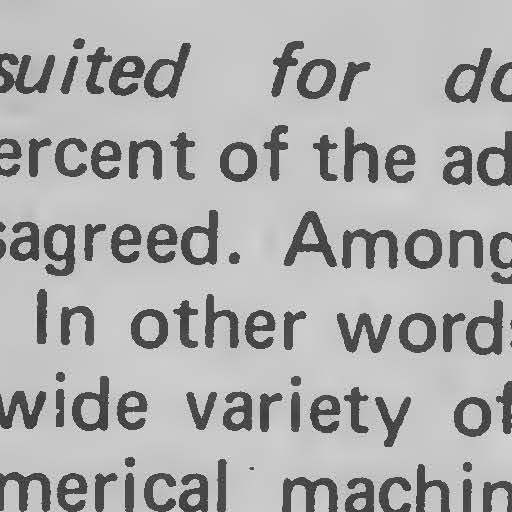 suited for do
ercent of the ad
sagreed. Among
In other words
wide variety of
merical machin